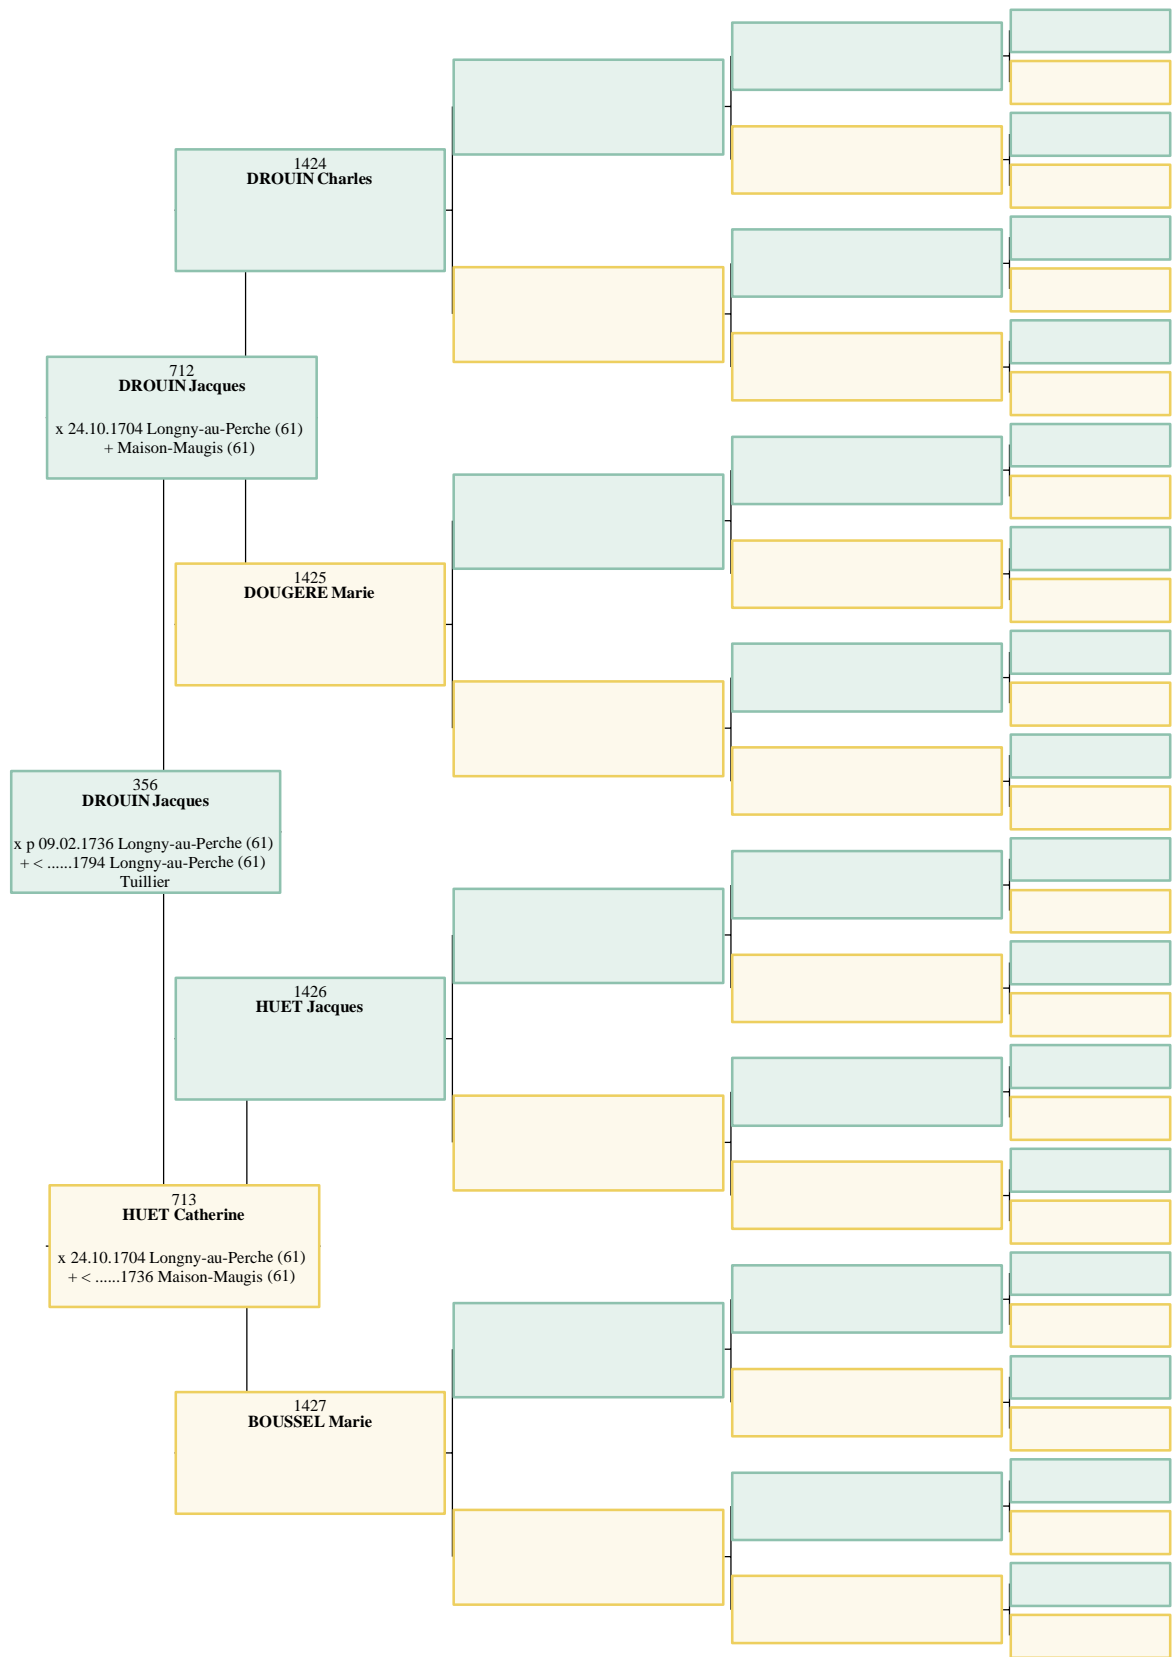 1424
DROUIN Charles
712
DROUIN Jacques
x 24.10.1704 Longny-au-Perche (61)
+ Maison-Maugis (61)
1425
DOUGERE Marie
356
DROUIN Jacques
x p 09.02.1736 Longny-au-Perche (61)
+ < ......1794 Longny-au-Perche (61)
Tuillier
1426
HUET Jacques
713
HUET Catherine
x 24.10.1704 Longny-au-Perche (61)
+ < ......1736 Maison-Maugis (61)
1427
BOUSSEL Marie